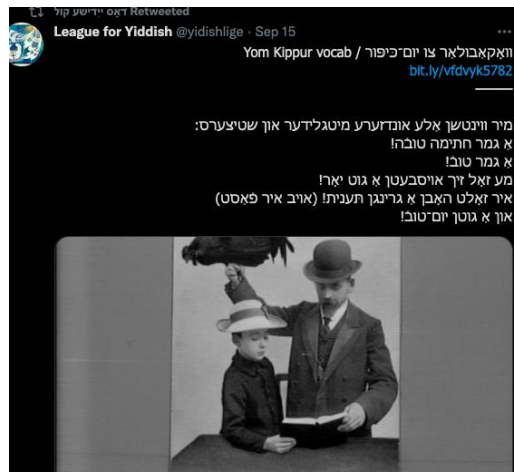 דאָס ייִדישע קול Retweeted
League for Yiddish @yidishlige · Sep 15
וואָקאַבולאַר צו יום־כּיפּור / Yom Kippur vocab
bit.ly/vfdvyk5782
מיר ווינטשן אַלע אונדזערע מיטגלידער און שטיצערס:
אַ גמר חתימה טובֿה!
אַ גמר טובֿ!
מע זאָל זיך אויסבעטן אַ גוט יאָר!
איר זאָלט האָבן אַ גרינגן תּענית! (אויב איר פֿאַסט)
און אַ גוטן יום־טובֿ!